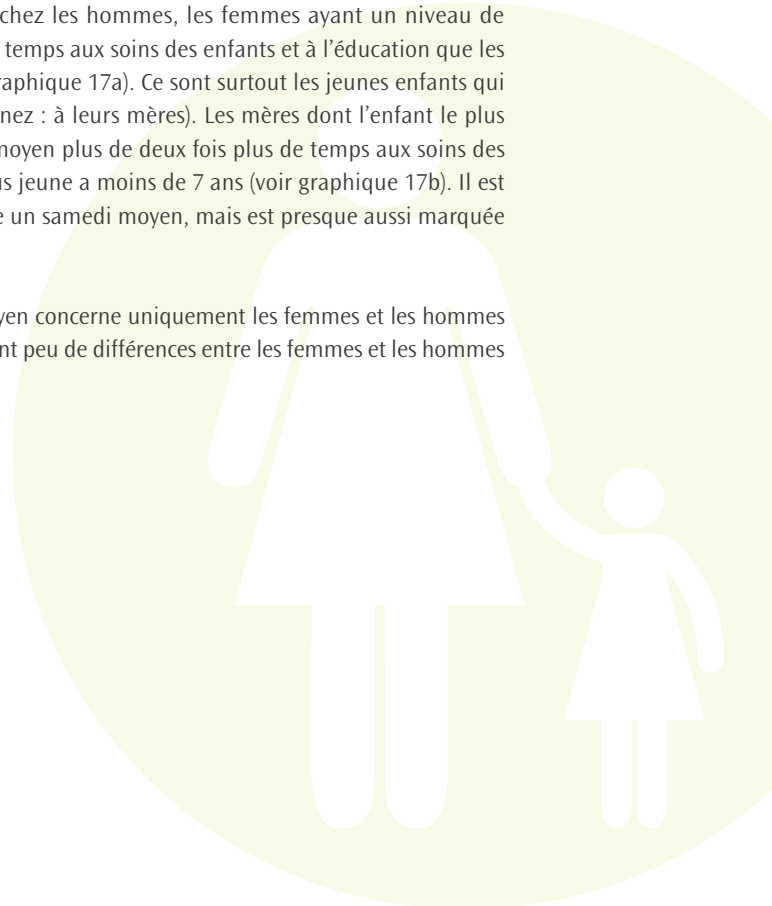 chez les hommes, les femmes ayant un niveau de
temps aux soins des enfants et à l'éducation que les
raphique 17a). Ce sont surtout les jeunes enfants qui
nez : à leurs mères). Les mères dont l'enfant le plus
moyen plus de deux fois plus de temps aux soins des
us jeune a moins de 7 ans (voir graphique 17b). Il est
e un samedi moyen, mais est presque aussi marquée
yen concerne uniquement les femmes et les hommes
nt peu de différences entre les femmes et les hommes